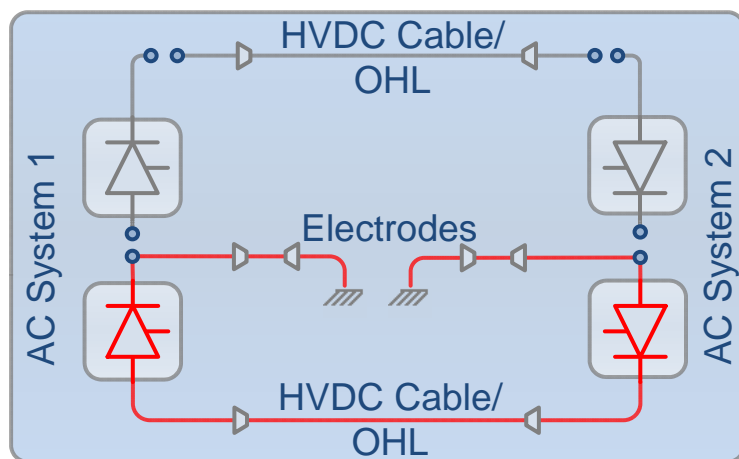 HVDC Cable/
OHL
AC System 1
AC System 2
Electrodes
HVDC Cable/
OHL